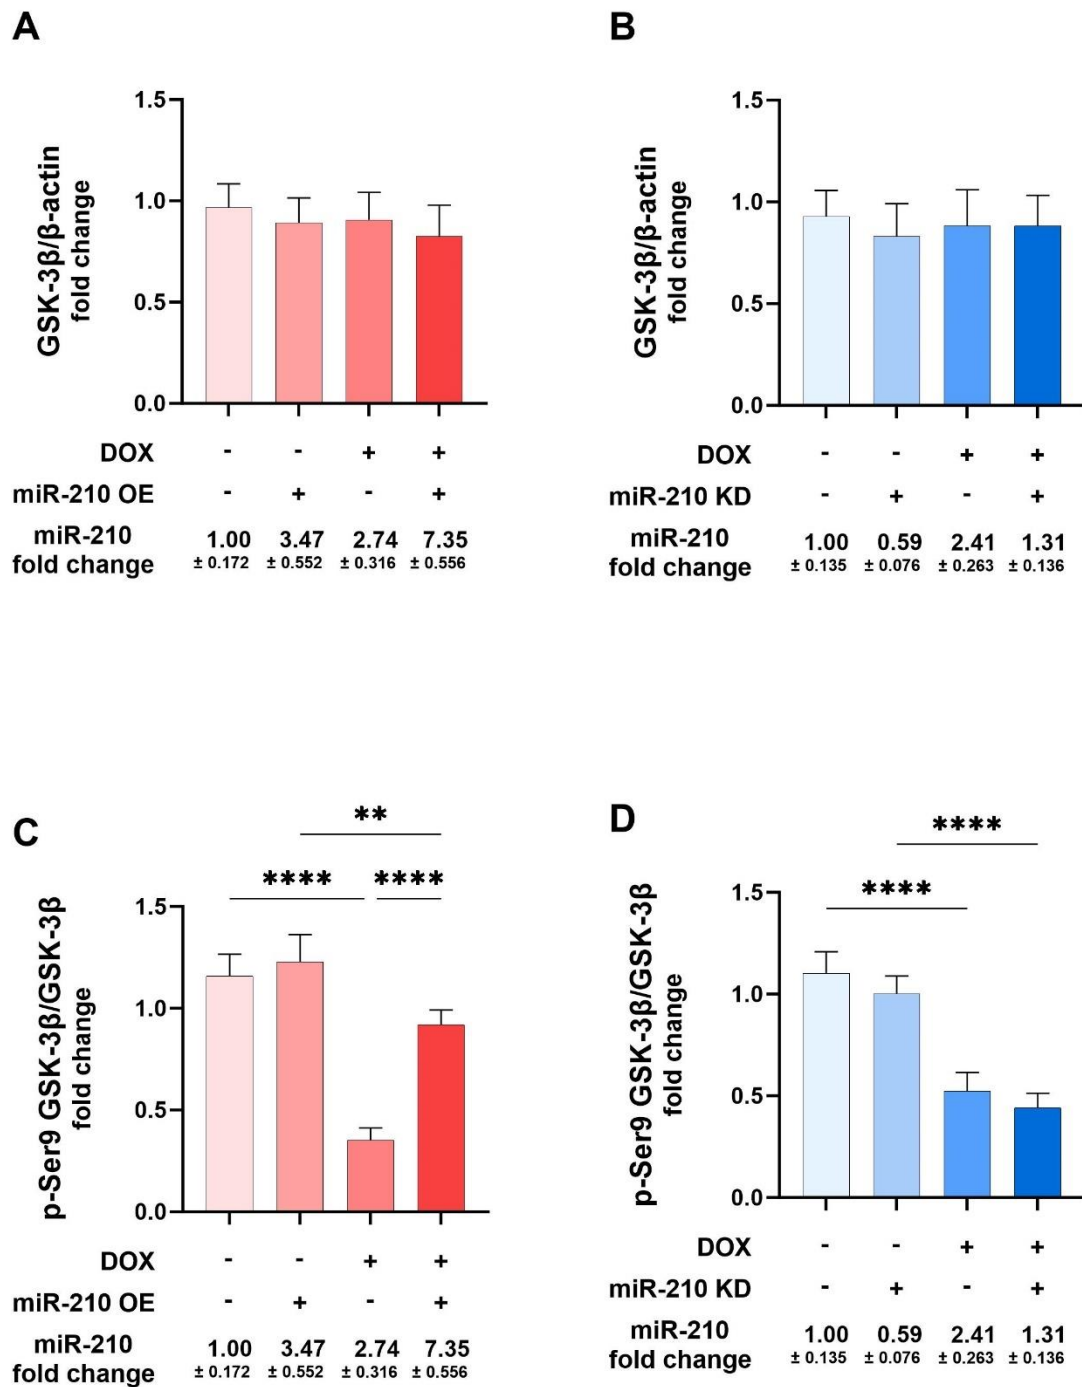 A
GSK-3β/β-actin
fold change
1.5
1.0
0.5
0.0
DOX - - + +
miR-210 OE - + - +
miR-210 1.00 3.47 2.74 7.35
fold change ± 0.172 ± 0.552 ± 0.316 ± 0.556
B
GSK-3β/β-actin
fold change
1.5
1.0
0.5
0.0
DOX - - + +
miR-210 KD - + - +
miR-210 1.00 0.59 2.41 1.31
fold change ± 0.135 ± 0.076 ± 0.263 ± 0.136
C
**
**** ****
p-Ser9 GSK-3β/GSK-3β
fold change
1.5
1.0
0.5
0.0
DOX - - + +
miR-210 OE - + - +
miR-210 1.00 3.47 2.74 7.35
fold change ± 0.172 ± 0.552 ± 0.316 ± 0.556
D
****
****
p-Ser9 GSK-3β/GSK-3β
fold change
1.5
1.0
0.5
0.0
DOX - - + +
miR-210 KD - + - +
miR-210 1.00 0.59 2.41 1.31
fold change ± 0.135 ± 0.076 ± 0.263 ± 0.136